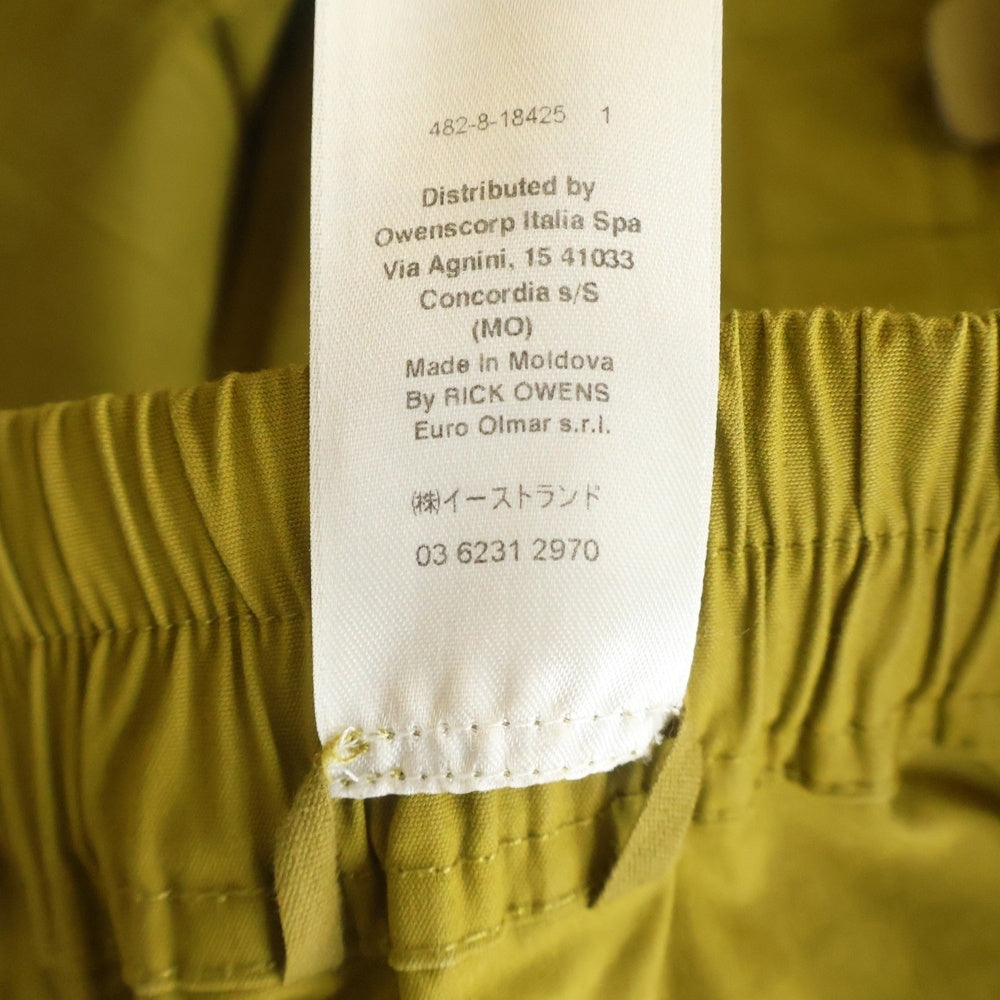 482-8-18425 1
Distributed by
Owenscorp Italia Spa
Via Agnini, 15 41033
Concordia s/S
(MO)
Made in Moldova
By RICK OWENS
Euro Olmar s.r.l.
㈱イーストランド
03 6231 2970